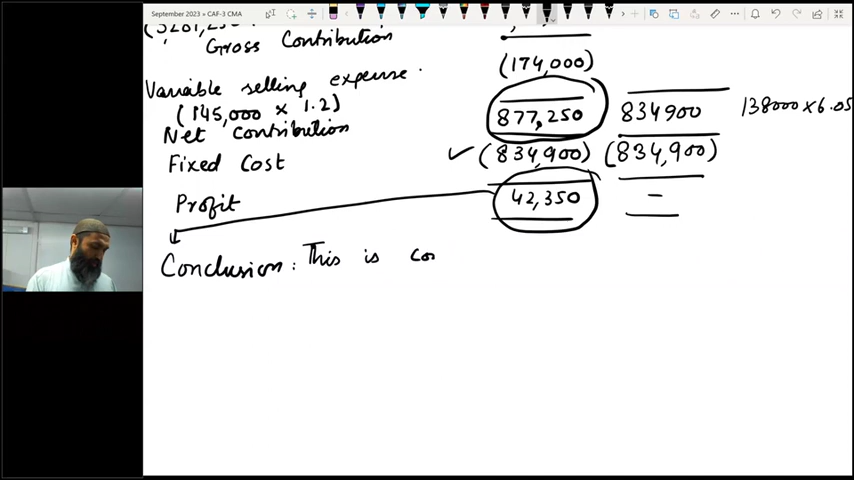 September 2023 » CAF-3 CMA
Gross Contribution
(174,000)
Variable selling expense.
(145,000 x 1.2)
877,250 834900 138000 x 6.05
Net Contribution
Fixed Cost ✓ (834,900) (834,900)
Profit 42,350 –
Conclusion: This is co